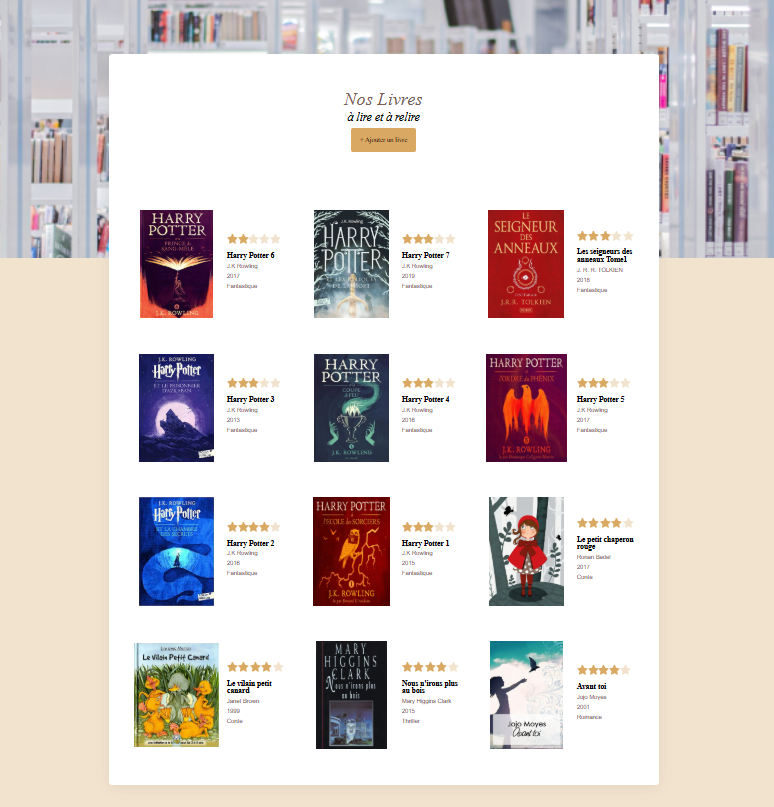 Nos Livres
à lire et à relire
+ Ajouter un livre
HARRY
POTTER
PRINCE
SANG-MÊLÉ
J.K. ROWLING
Harry Potter 6
J.K Rowling
2017
Fantastique
J.K. Rowling
HARRY
POTTER
ET LES RELIQUES
DE LA MORT
Harry Potter 7
J.K Rowling
2019
Fantastique
LE
SEIGNEUR
DES
ANNEAUX
J.R.R. TOLKIEN
Les seigneurs des
anneaux Tome1
J. R. R. TOLKIEN
2018
Fantastique
J.K. ROWLING
Harry Potter
ET LE PRISONNIER
D'AZKABAN
Harry Potter 3
J.K Rowling
2013
Fantastique
HARRY
POTTER
COUPE
FEU
J.K. ROWLING
Harry Potter 4
J.K Rowling
2016
Fantastique
HARRY POTTER
L'ORDRE DU PHÉNIX
J.K. ROWLING
Harry Potter 5
J.K Rowling
2017
Fantastique
J.K. ROWLING
Harry Potter
ET LA CHAMBRE
DES SECRETS
Harry Potter 2
J.K Rowling
2016
Fantastique
HARRY POTTER
à
L'ÉCOLE des SORCIERS
J.K. ROWLING
Harry Potter 1
J.K Rowling
2015
Fantastique
Le petit chaperon
rouge
Ronan Badel
2017
Conte
Le Vilain Petit Canard
Le vilain petit
canard
Janet Brown
1999
Conte
MARY
HIGGINS
CLARK
Nous n'irons plus
au bois
Nous n'irons plus
au bois
Mary Higgins Clark
2015
Thriller
Jojo Moyes
Avant toi
Avant toi
Jojo Moyes
2001
Romance